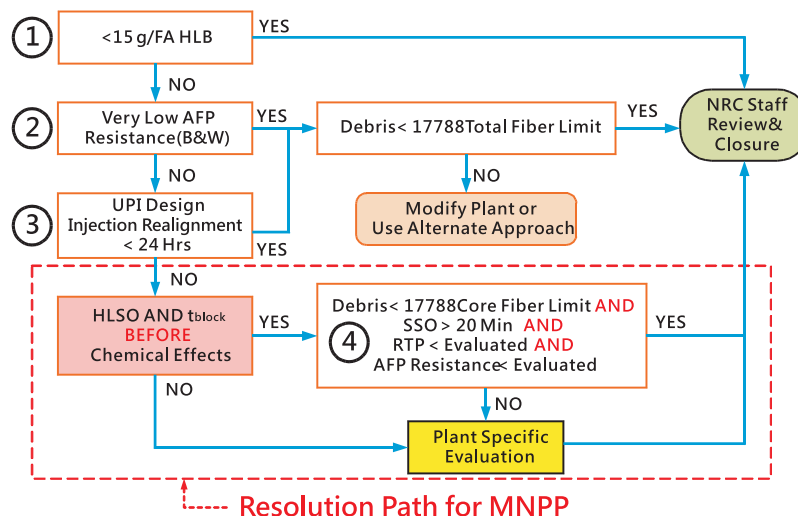 1
<15 g/FA HLB
YES
NO
2
Very Low AFP
Resistance(B&W)
YES
Debris< 17788Total Fiber Limit
YES
NRC Staff
Review&
Closure
NO
NO
3
UPI Design
Injection Realignment
< 24 Hrs
YES
Modify Plant or
Use Alternate Approach
NO
HLSO AND tblock
BEFORE
Chemical Effects
YES
4
Debris< 17788Core Fiber Limit AND
SSO > 20 Min AND
RTP < Evaluated AND
AFP Resistance< Evaluated
YES
NO
NO
Plant Specific
Evaluation
Resolution Path for MNPP